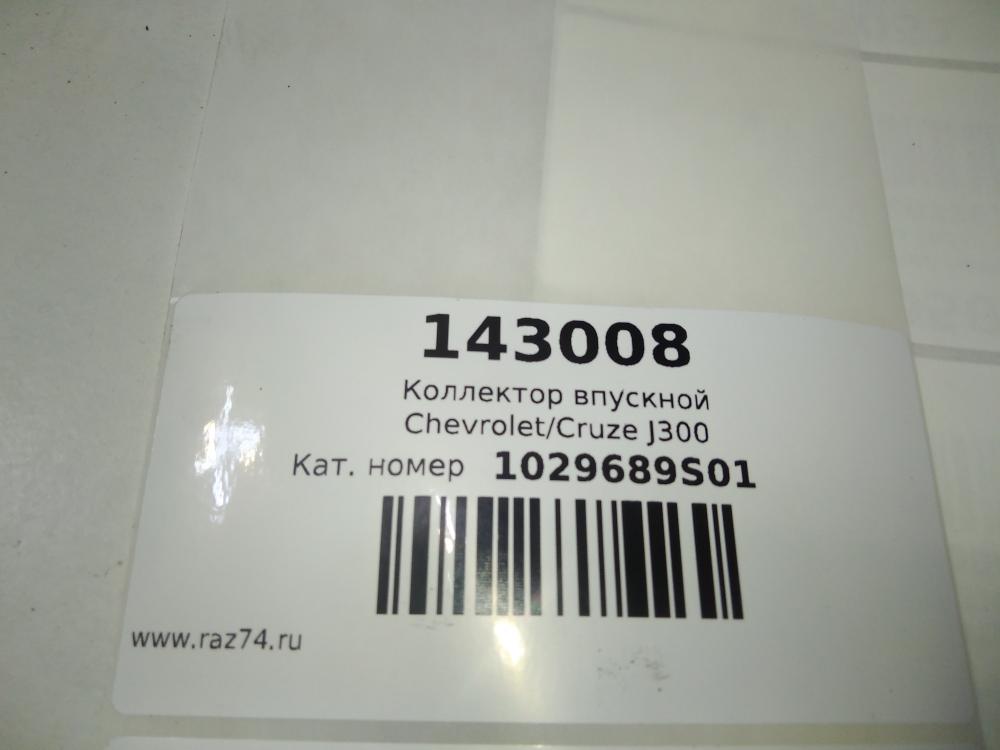 143008
Коллектор впускной
Chevrolet/Cruze J300
Кат. номер 1029689S01
www.raz74.ru